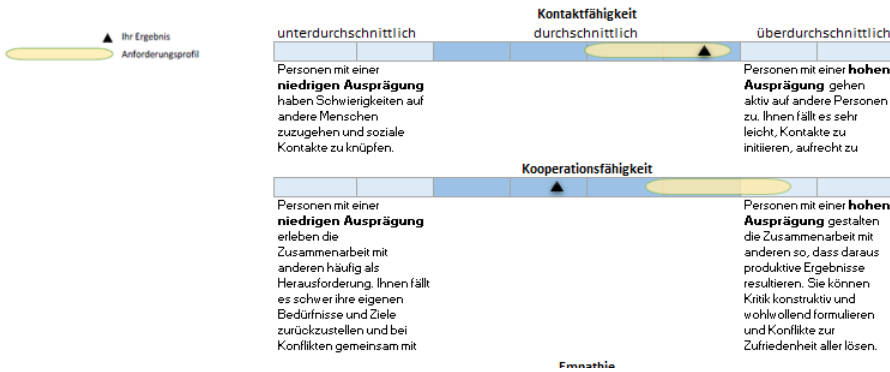 Kontaktfähigkeit
Ihr Ergebnis
Anforderungsprofil
unterdurchschnittlich durchschnittlich überdurchschnittlich
Personen mit einer
niedrigen Ausprägung
haben Schwierigkeiten auf
andere Menschen
zuzugehen und soziale
Kontakte zu knüpfen.
Personen mit einer hohen
Ausprägung gehen
aktiv auf andere Personen
zu. Ihnen fällt es sehr
leicht, Kontakte zu
initiieren, aufrecht zu
Kooperationsfähigkeit
Personen mit einer
niedrigen Ausprägung
erleben die
Zusammenarbeit mit
anderen häufig als
Herausforderung. Ihnen fällt
es schwer ihre eigenen
Bedürfnisse und Ziele
zurückzustellen und bei
Konflikten gemeinsam mit
Personen mit einer hohen
Ausprägung gestalten
die Zusammenarbeit mit
anderen so, dass daraus
produktive Ergebnisse
resultieren. Sie können
Kritik konstruktiv und
wohlwollend formulieren
und Konflikte zur
Zufriedenheit aller lösen.
Empathie